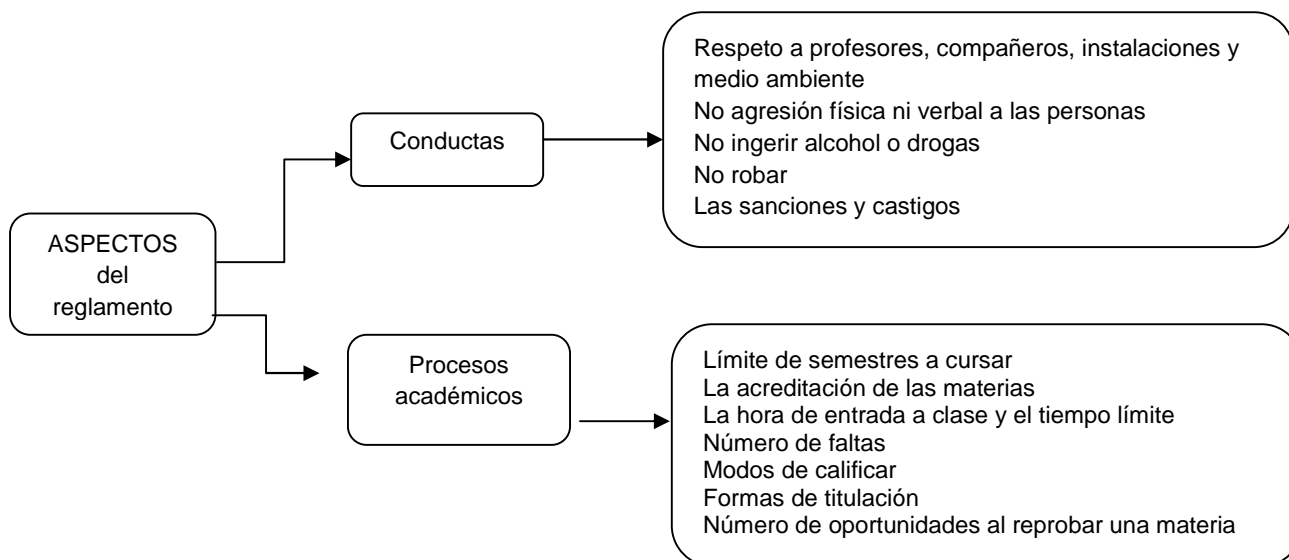 ASPECTOS
del
reglamento
Conductas
Respeto a profesores, compañeros, instalaciones y
medio ambiente
No agresión física ni verbal a las personas
No ingerir alcohol o drogas
No robar
Las sanciones y castigos
Procesos
académicos
Límite de semestres a cursar
La acreditación de las materias
La hora de entrada a clase y el tiempo límite
Número de faltas
Modos de calificar
Formas de titulación
Número de oportunidades al reprobar una materia